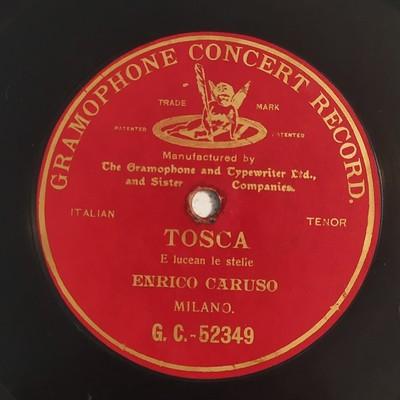 GRAMOPHONE CONCERT RECORD.
TRADE MARK
PATENTED PATENTED
Manufactured by
The Gramophone and Typewriter Ltd.,
and Sister Companies.
ITALIAN TENOR
TOSCA
E lucean le stelle
ENRICO CARUSO
MILANO.
G. C.-52349